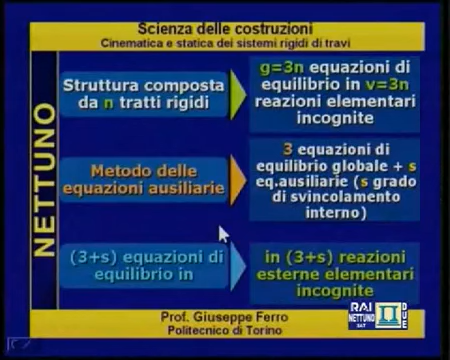 Scienza delle costruzioni
Cinematica e statica dei sistemi rigidi di travi
NETTUNO
Struttura composta
da n tratti rigidi
g=3n equazioni di
equilibrio in v=3n
reazioni elementari
incognite
Metodo delle
equazioni ausiliarie
3 equazioni di
equilibrio globale + s
eq.ausiliarie (s grado
di svincolamento
interno)
(3+s) equazioni di
equilibrio in
in (3+s) reazioni
esterne elementari
incognite
Prof. Giuseppe Ferro
Politecnico di Torino
RAI
NETTUNO
SAT
DUE